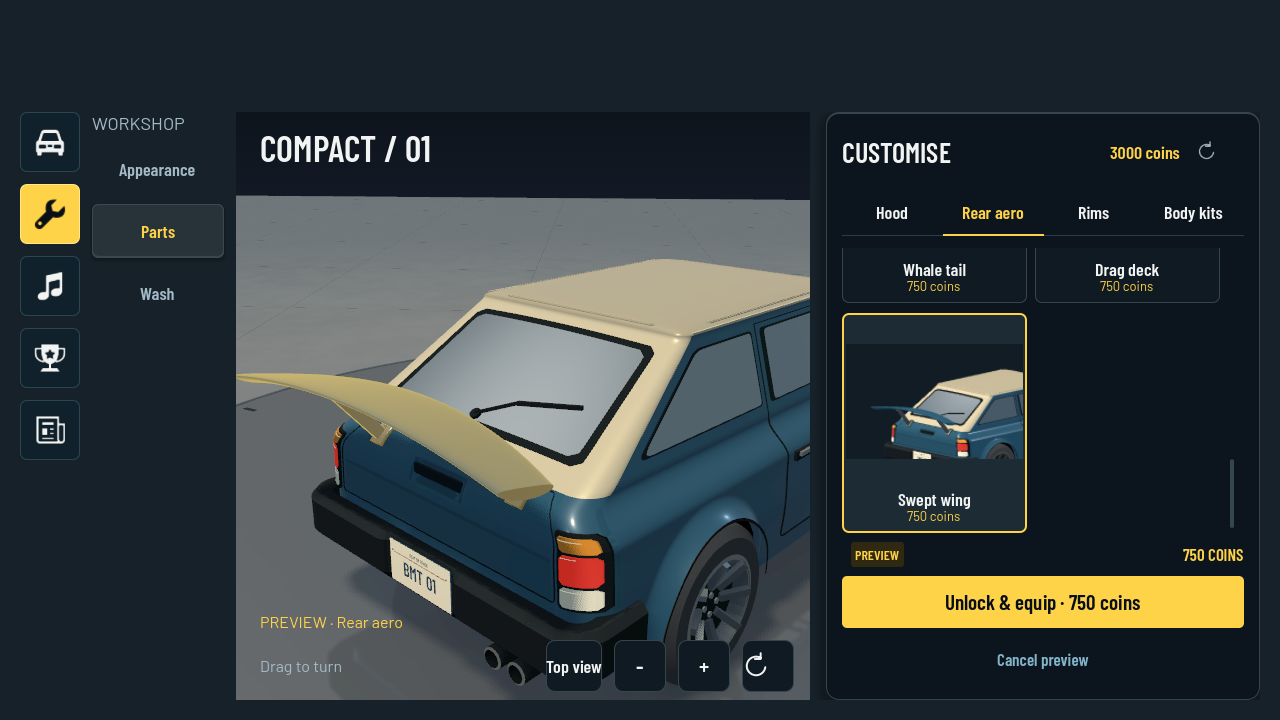 WORKSHOP
Appearance
Parts
Wash
COMPACT / 01
BMT 01
PREVIEW · Rear aero
Drag to turn
Top view
-
+
CUSTOMISE
3000 coins
Hood
Rear aero
Rims
Body kits
Whale tail
750 coins
Drag deck
750 coins
Swept wing
750 coins
PREVIEW
750 COINS
Unlock & equip · 750 coins
Cancel preview